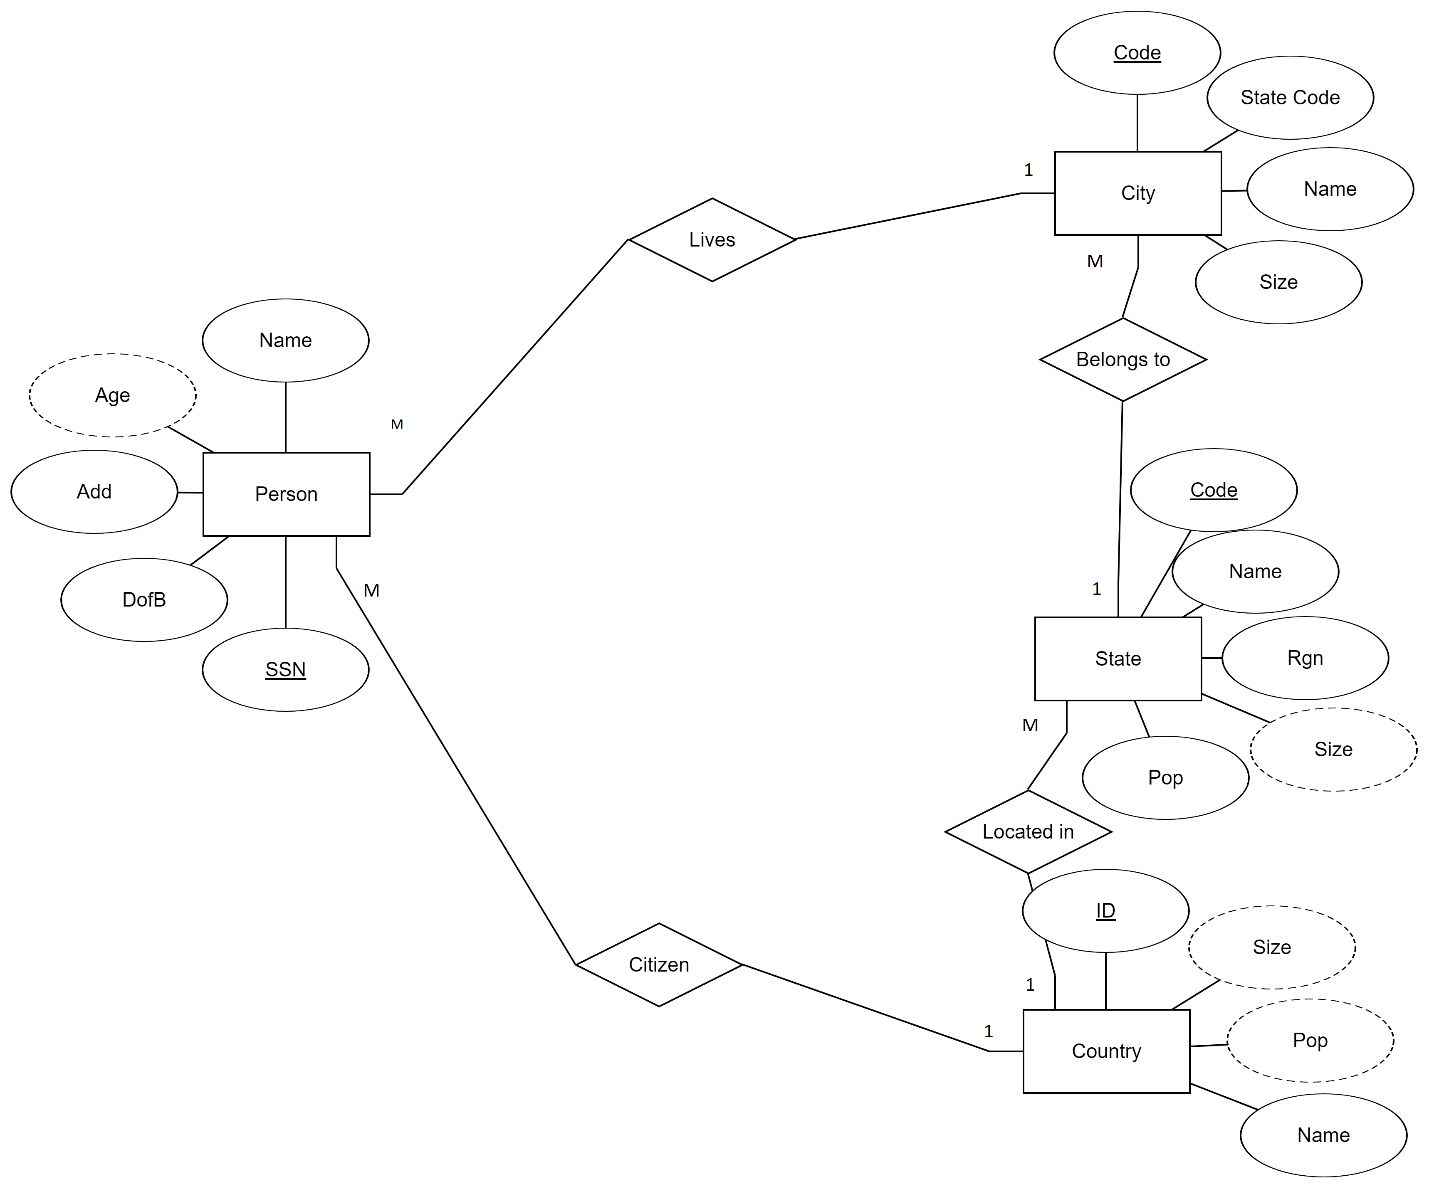 Code
State Code
1
City
Name
Lives
M
Size
Name
Belongs to
Age
M
Code
Add
Person
Name
DofB
M
1
SSN
State
Rgn
M
Size
Pop
Located in
ID
Size
Citizen
1
1
Pop
Country
Name